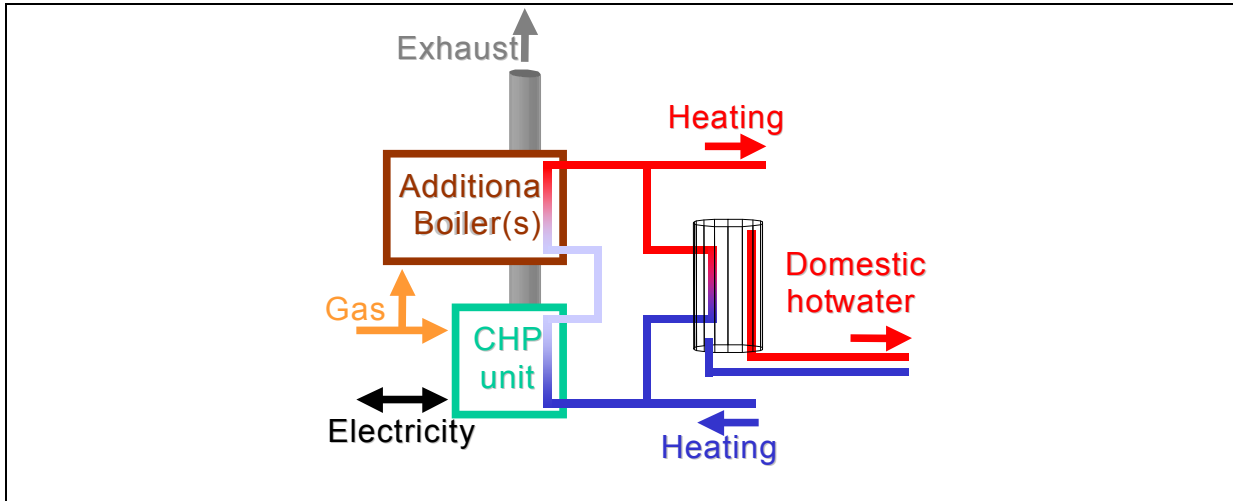 Exhaust
Heating
Additiona
Boiler(s)
Domestic
hotwater
Gas
CHP
unit
Electricity
Heating